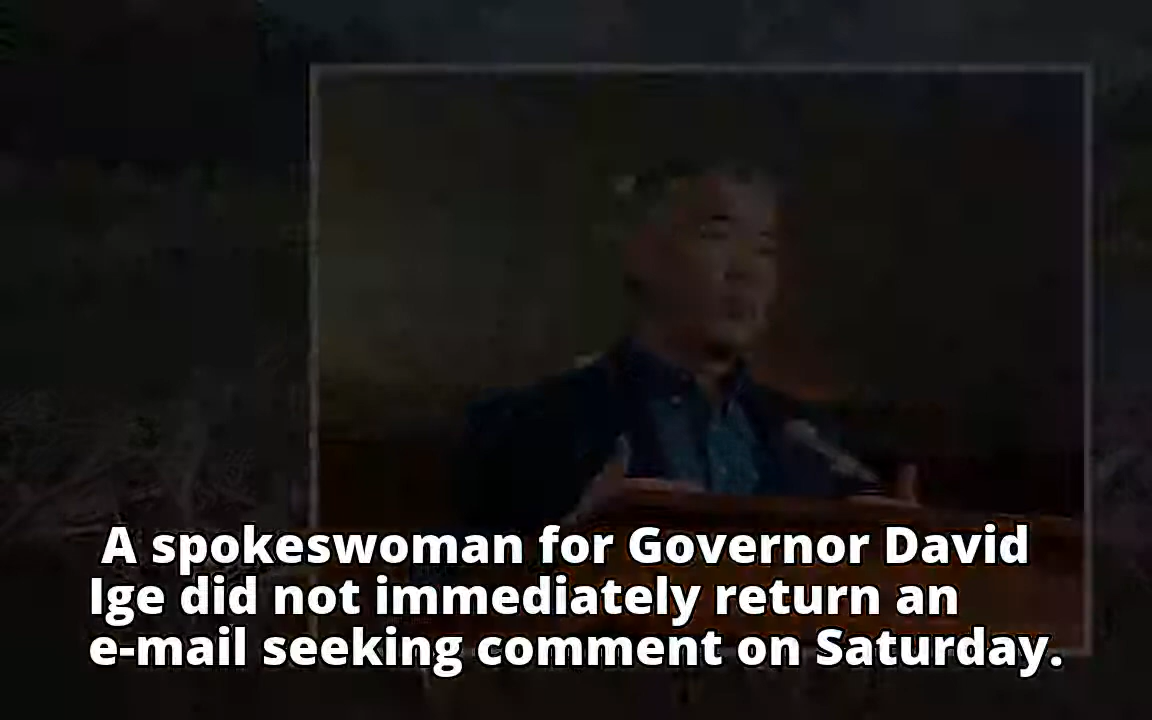 A spokeswoman for Governor David
Ige did not immediately return an
e-mail seeking comment on Saturday.